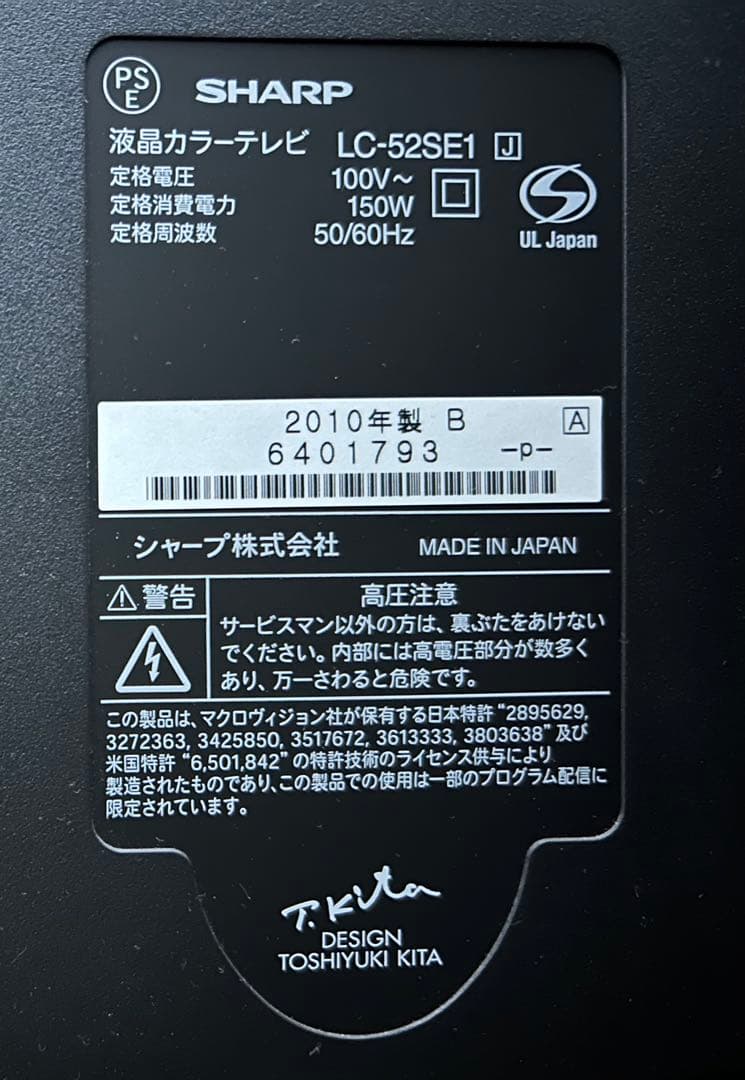 PSE
SHARP
液晶カラーテレビ LC-52SE1 J
定格電圧 100V～
定格消費電力 150W
定格周波数 50/60Hz
S
UL Japan
2010年製 B A
6401793 -p-
シャープ株式会社 MADE IN JAPAN
警告 高圧注意
サービスマン以外の方は、裏ぶたをあけない
でください。内部には高電圧部分が数多く
あり、万一さわると危険です。
この製品は、マクロヴィジョン社が保有する日本特許 “2895629,
3272363, 3425850, 3517672, 3613333, 3803638” 及び
米国特許 “6,501,842” の特許技術のライセンス供与により
製造されたものであり、この製品での使用は一部のプログラム配信に
限定されています。
T.Kita
DESIGN
TOSHIYUKI KITA